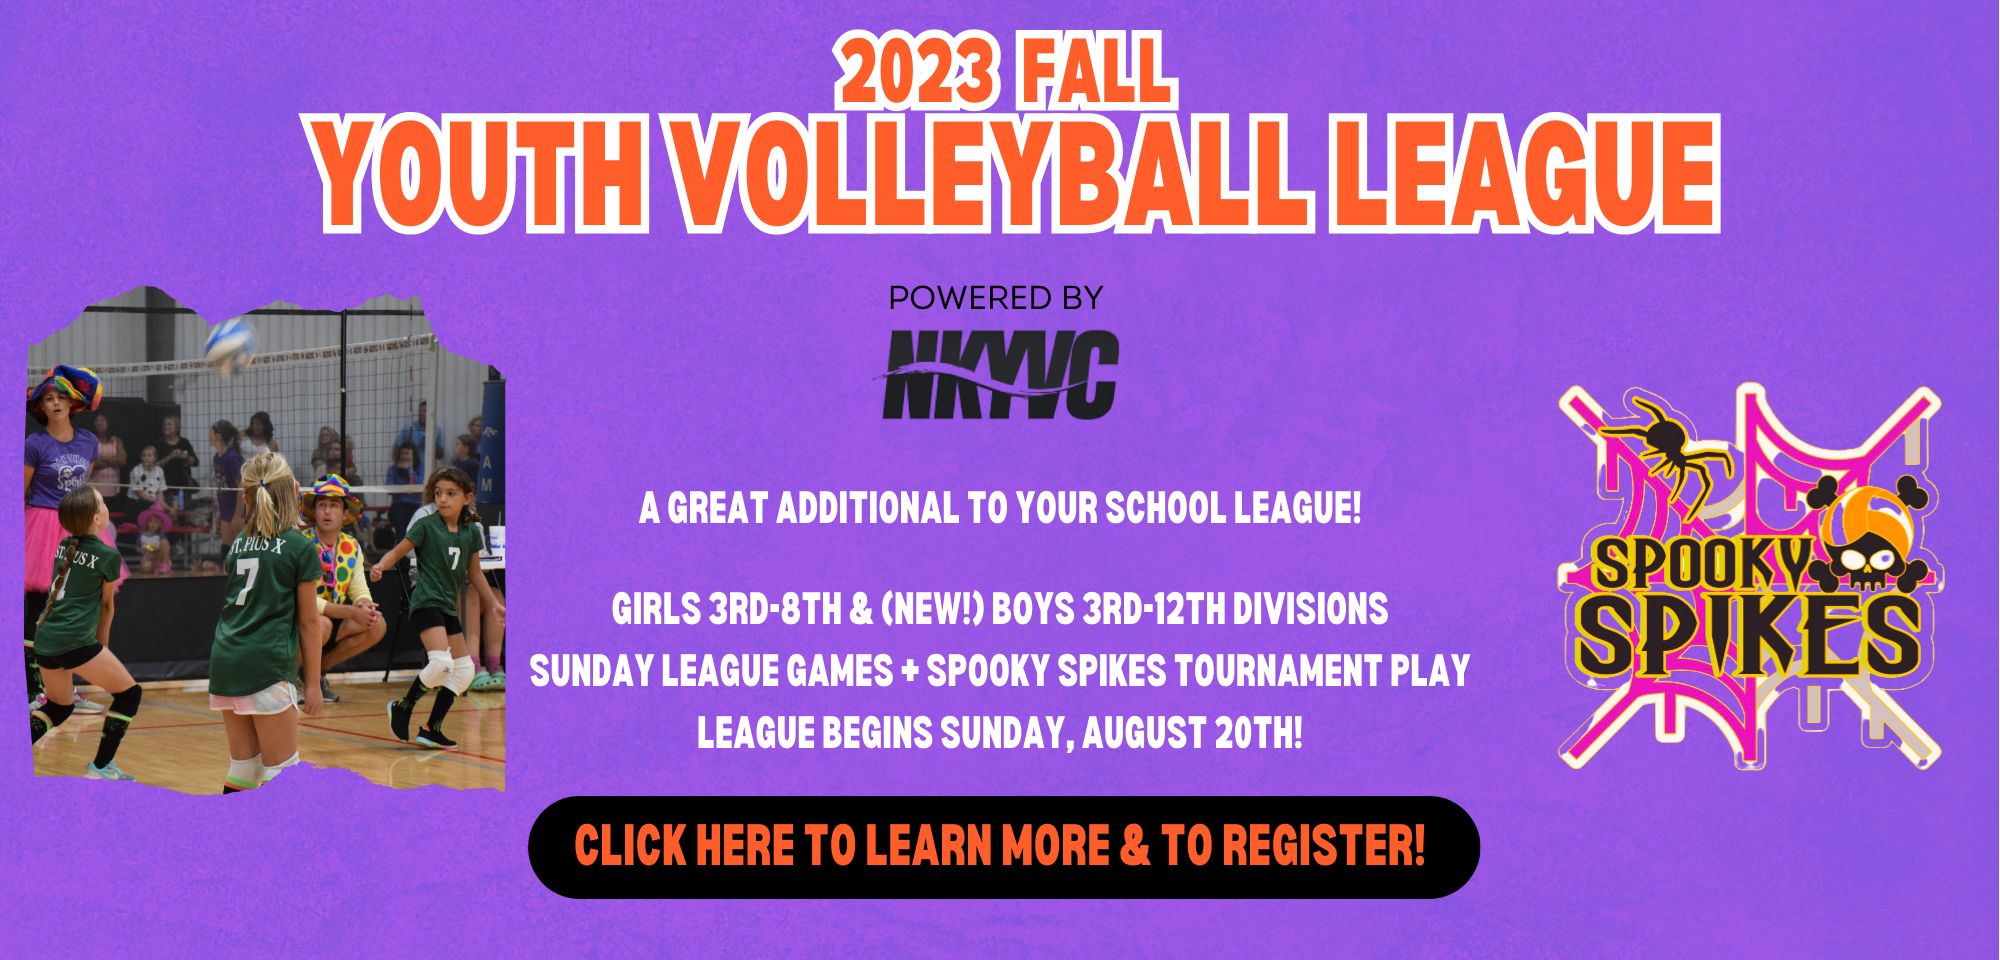 2023 FALL
YOUTH VOLLEYBALL LEAGUE
POWERED BY
NKYVC
A GREAT ADDITIONAL TO YOUR SCHOOL LEAGUE!
GIRLS 3RD-8TH & (NEW!) BOYS 3RD-12TH DIVISIONS
SUNDAY LEAGUE GAMES + SPOOKY SPIKES TOURNAMENT PLAY
LEAGUE BEGINS SUNDAY, AUGUST 20TH!
CLICK HERE TO LEARN MORE & TO REGISTER!
ST. PIUS X
7
7
SPOOKY
SPIKES